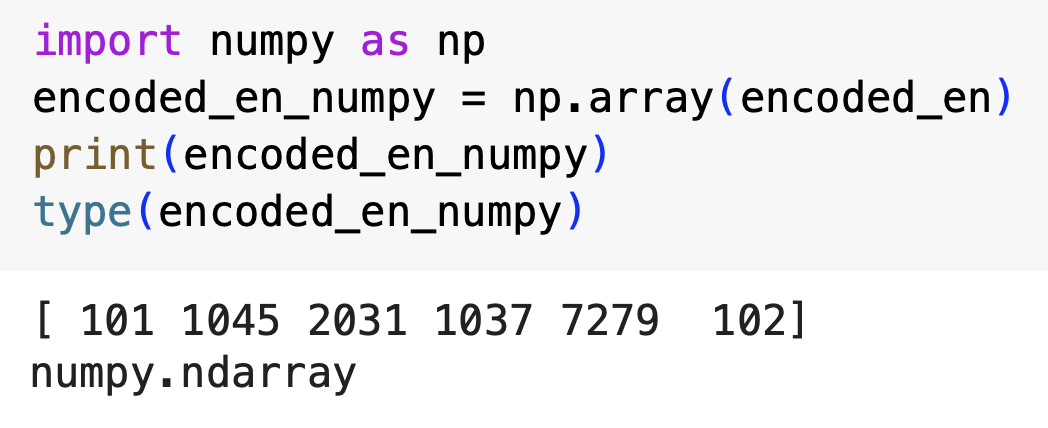 import numpy as np
encoded_en_numpy = np.array(encoded_en)
print(encoded_en_numpy)
type(encoded_en_numpy)
[ 101 1045 2031 1037 7279  102]
numpy.ndarray